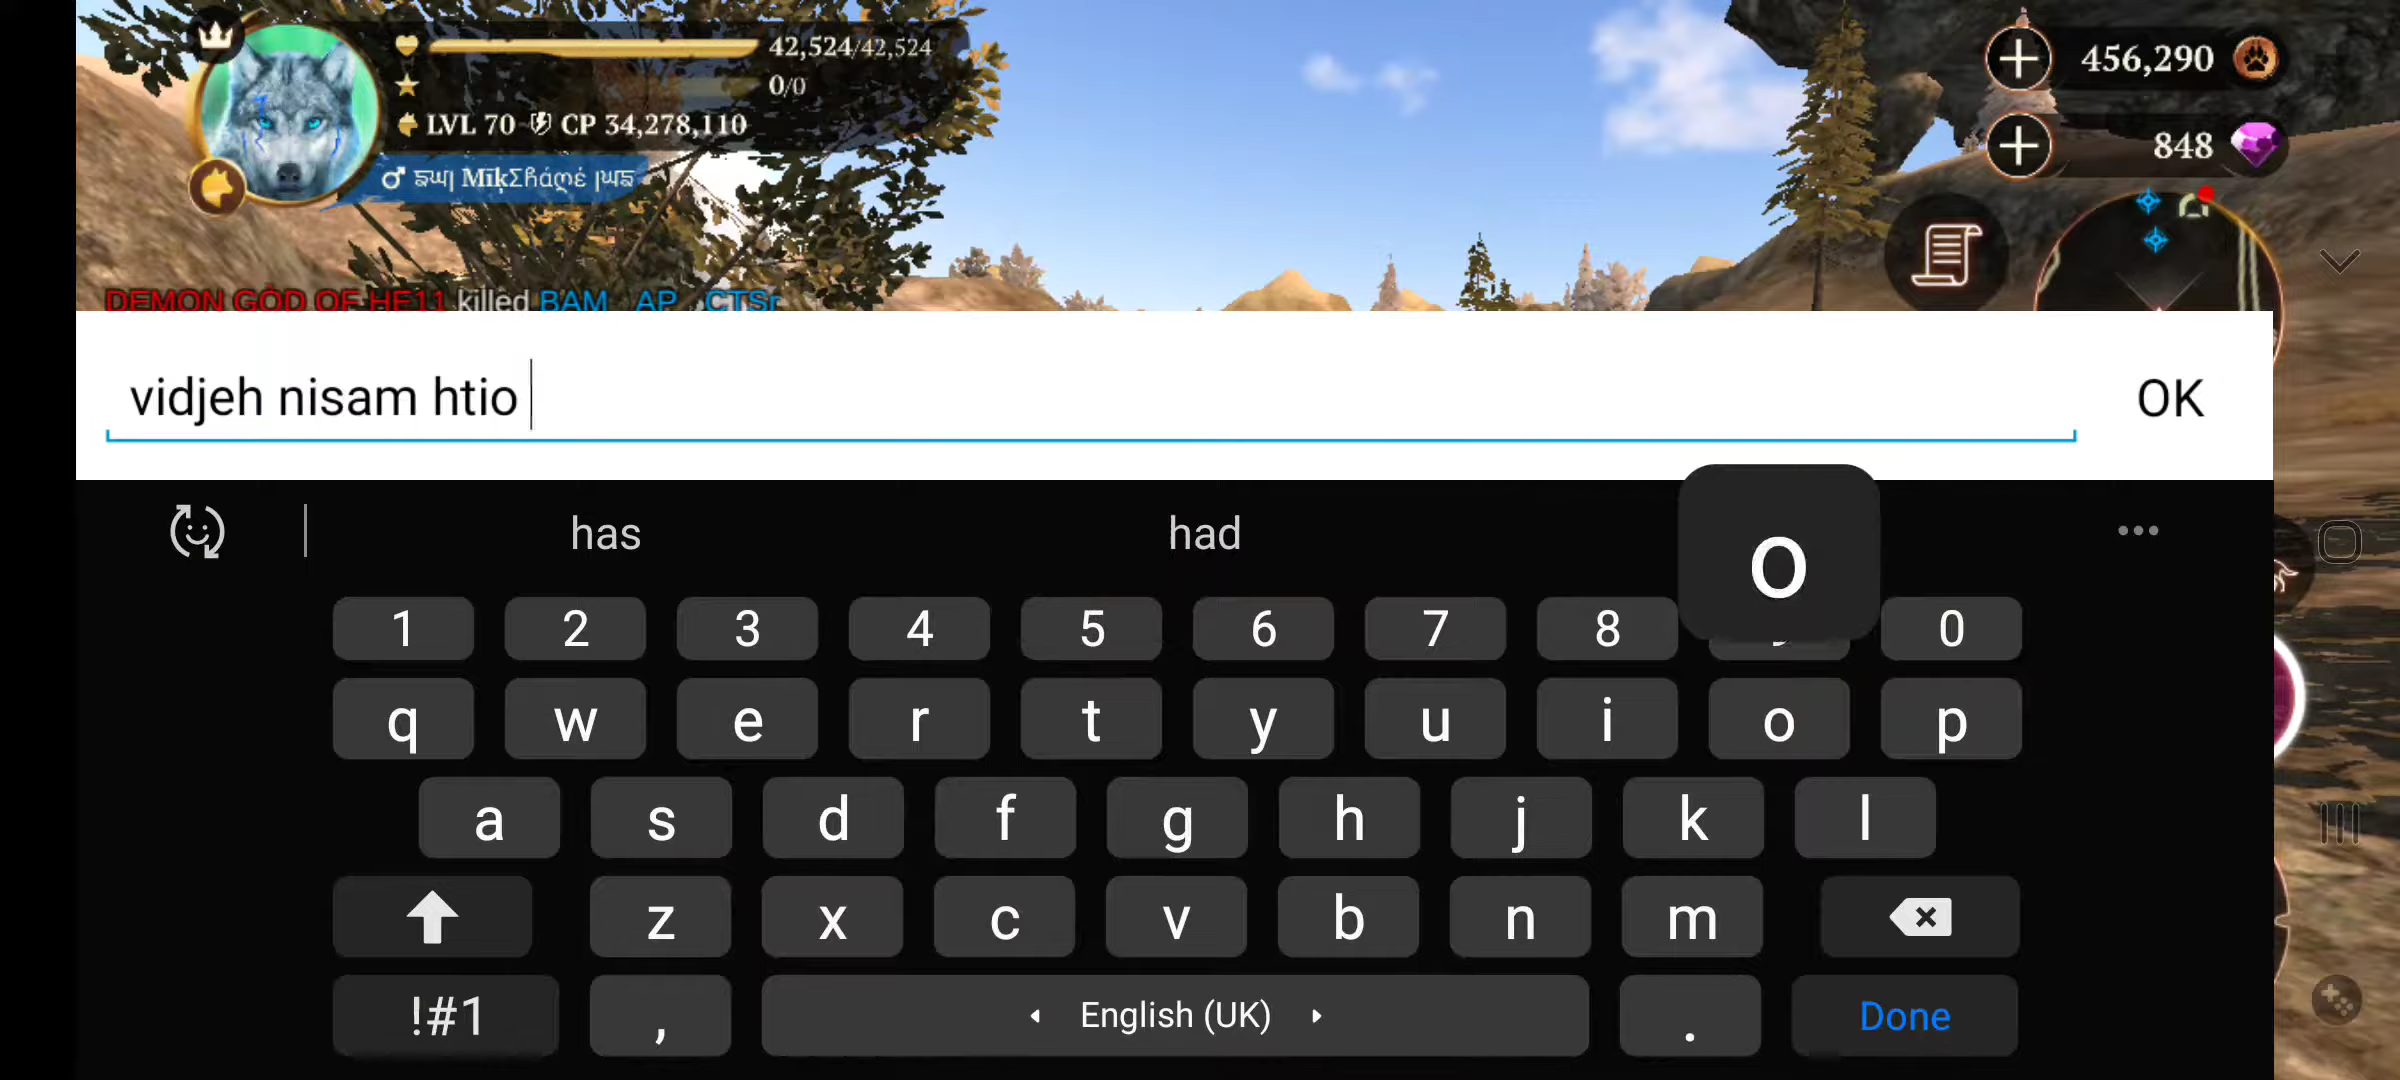 42,524/42,524
456,290
0/0
LVL 70 CP 34,278,110
848
DEMON GOD OF HE11 killed BAM AP CTSr
vidjeh nisam htio
OK
has had
o
1 2 3 4 5 6 7 8 0
q w e r t y u i o p
a s d f g h j k l
z x c v b n m
!#1 , English (UK) . Done